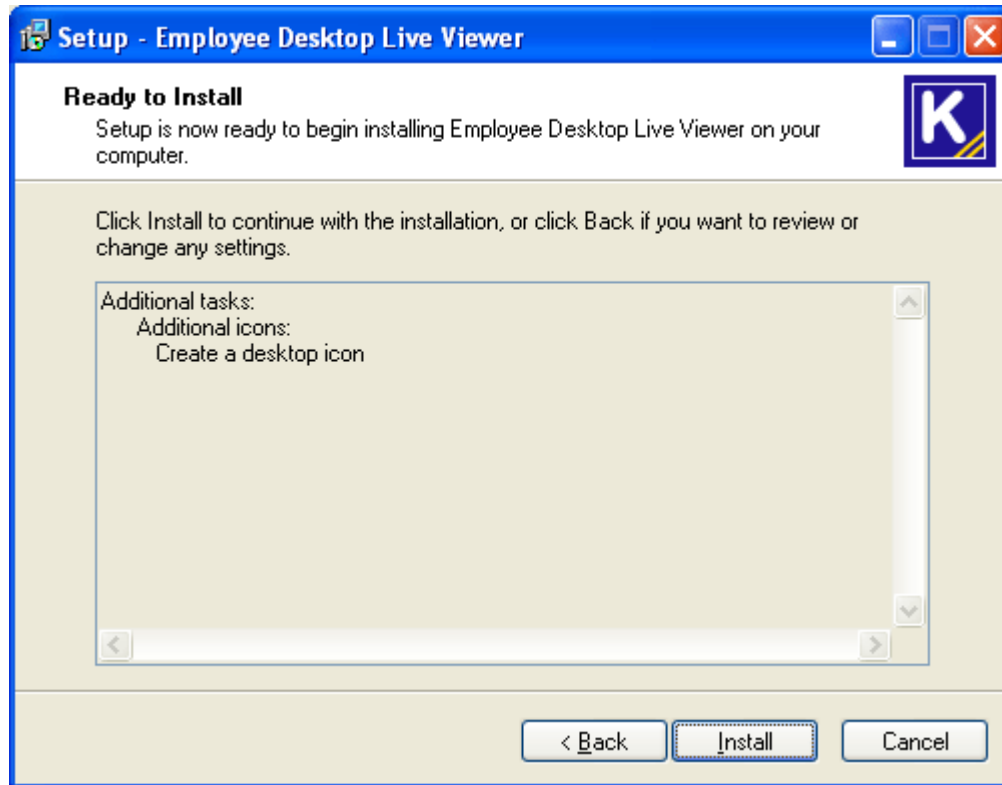 Setup - Employee Desktop Live Viewer
Ready to Install
Setup is now ready to begin installing Employee Desktop Live Viewer on your
computer.
K
Click Install to continue with the installation, or click Back if you want to review or
change any settings.
Additional tasks:
Additional icons:
Create a desktop icon
< Back
Install
Cancel